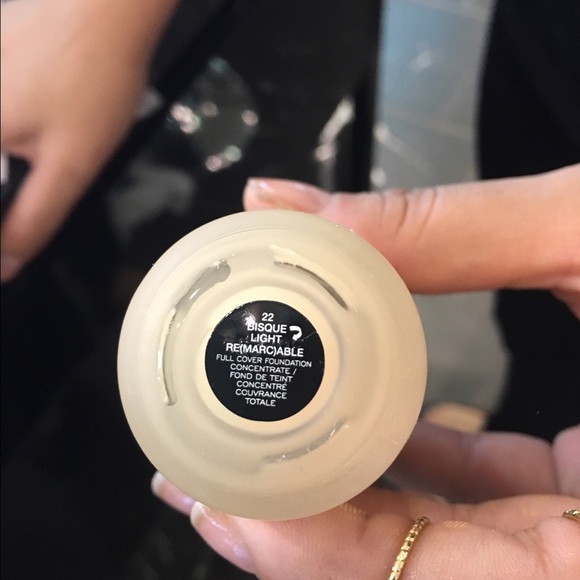 22
BISQUE
LIGHT
RE(MARC)ABLE
FULL COVER FOUNDATION
CONCENTRATE /
FOND DE TEINT
CONCENTRÉ
COUVRANCE
TOTALE